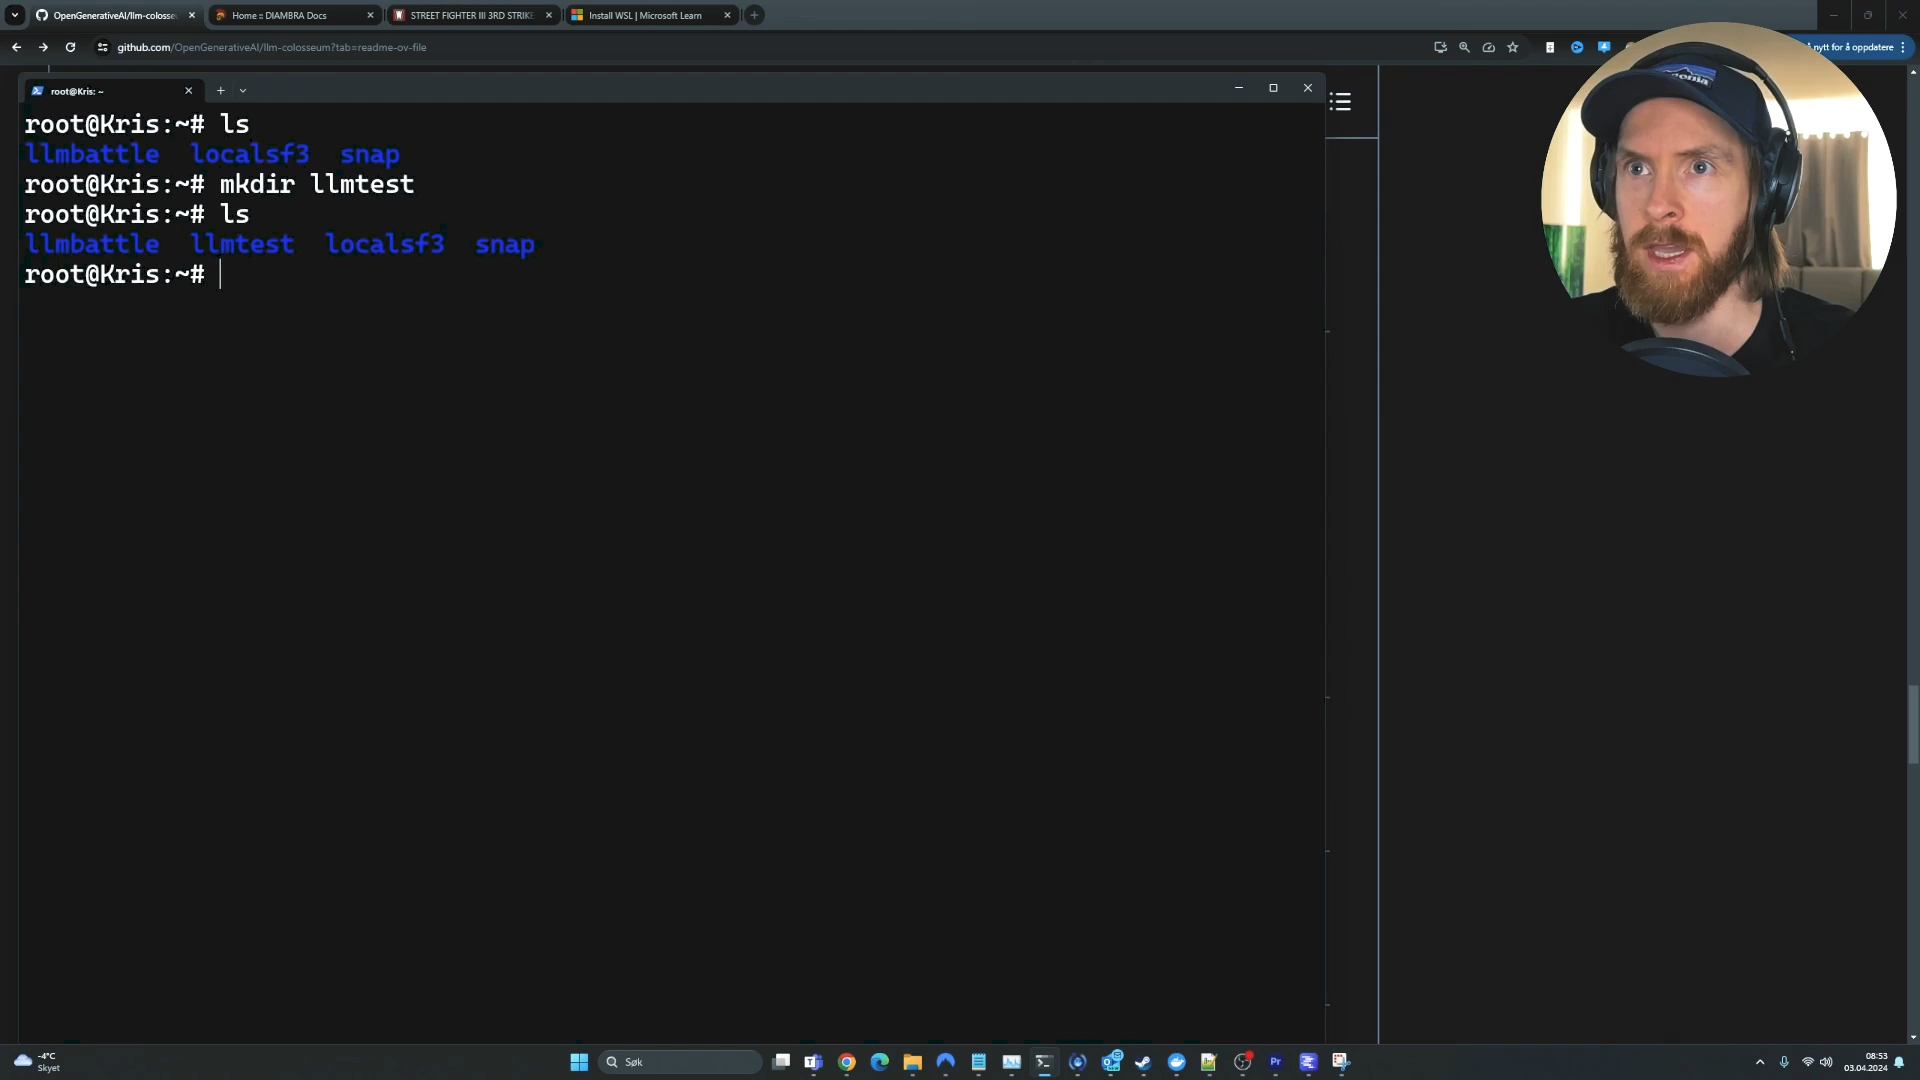 OpenGenerativeAI/llm-colosse
Home :: DIAMBRA Docs
STREET FIGHTER III 3RD STRIKE
Install WSL | Microsoft Learn
github.com/OpenGenerativeAI/llm-colosseum?tab=readme-ov-file
nytt for å oppdatere
root@Kris: ~
root@Kris:~# ls
llmbattle localsf3 snap
root@Kris:~# mkdir llmtest
root@Kris:~# ls
llmbattle llmtest localsf3 snap
root@Kris:~#
-4°C
Skyet
Søk
08:53
03.04.2024